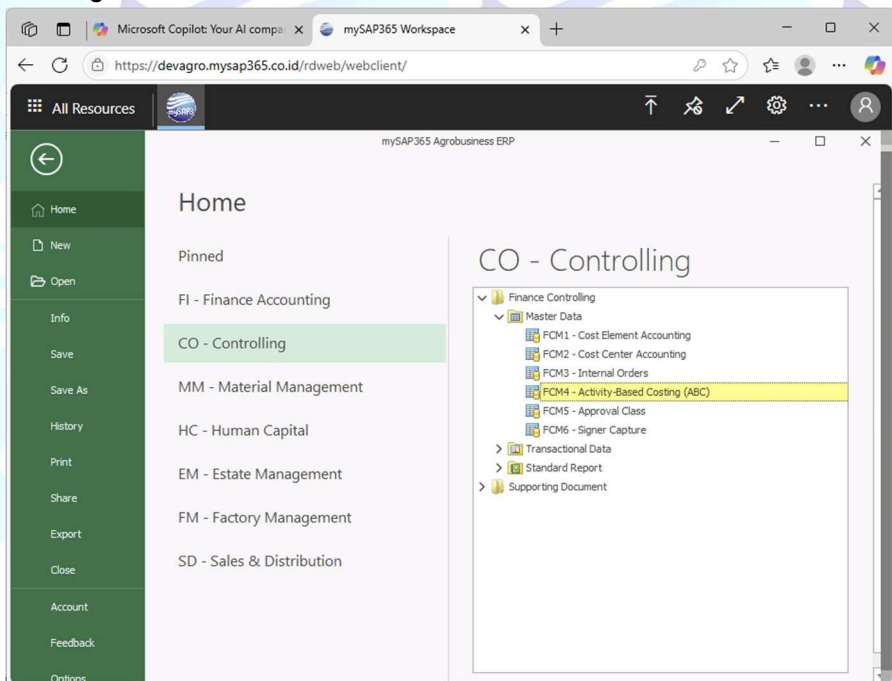 Microsoft Copilot: Your AI compa
mySAP365 Workspace
https://devagro.mysap365.co.id/rdweb/webclient/
All Resources
mySAP3
mySAP365 Agrobusiness ERP
Home
New
Open
Info
Save
Save As
History
Print
Share
Export
Close
Account
Feedback
Options
Home
Pinned
FI - Finance Accounting
CO - Controlling
MM - Material Management
HC - Human Capital
EM - Estate Management
FM - Factory Management
SD - Sales & Distribution
CO - Controlling
Finance Controlling
Master Data
FCM1 - Cost Element Accounting
FCM2 - Cost Center Accounting
FCM3 - Internal Orders
FCM4 - Activity-Based Costing (ABC)
FCM5 - Approval Class
FCM6 - Signer Capture
Transactional Data
Standard Report
Supporting Document